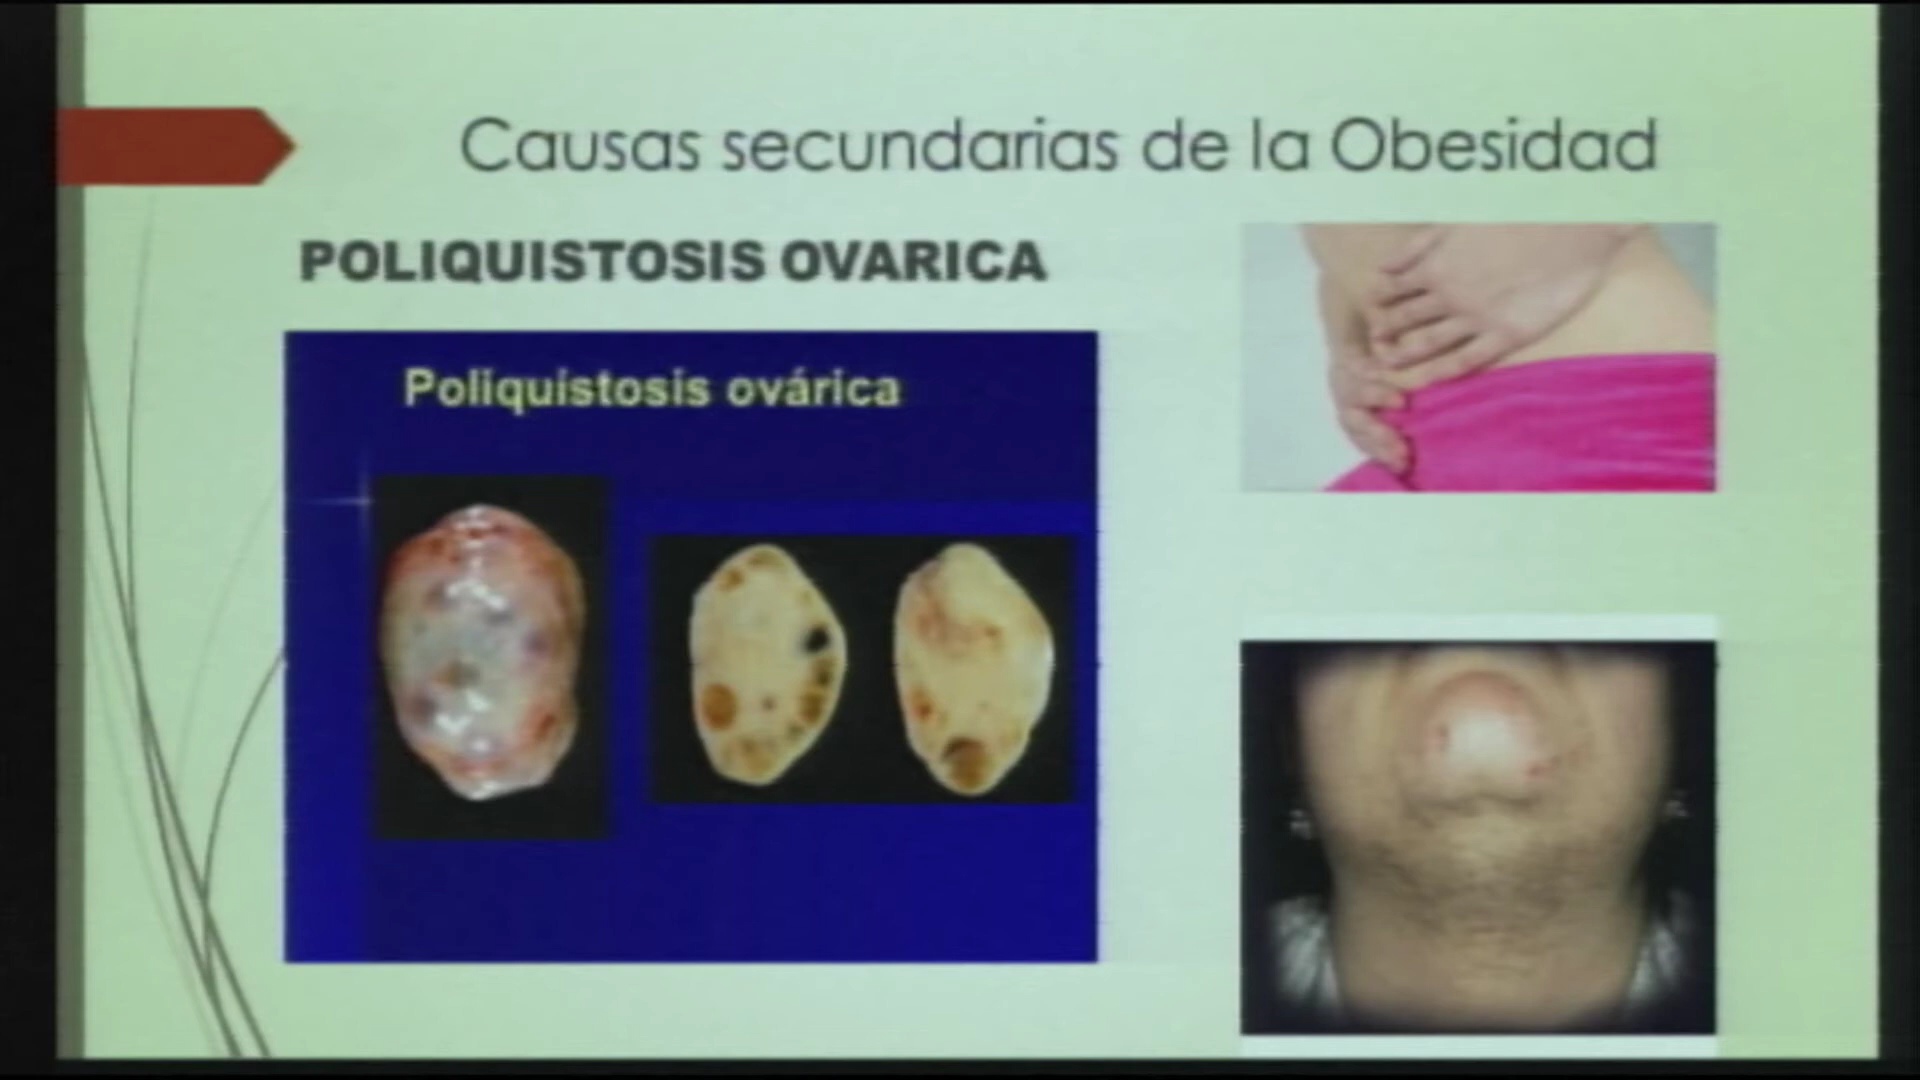 Causas secundarias de la Obesidad
POLIQUISTOSIS OVARICA
Poliquistosis ovárica